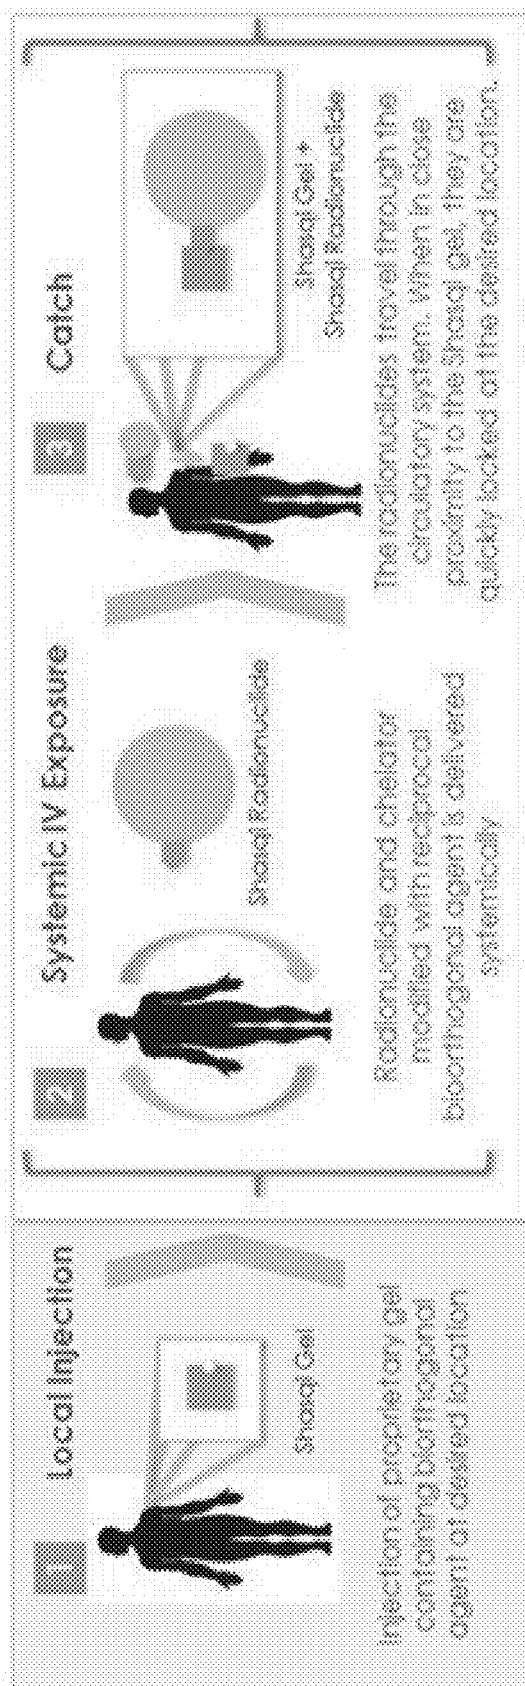 1
Local Injection
Shasqi Gel
Injection of proprietary gel
containing biorthogonal
agent at desired location
2
Systemic IV Exposure
Shasqi Radionuclide
Radionuclide and chelator
modified with reciprocal
bioorthogonal agent is delivered
systemically
3
Catch
Shasqi Gel +
Shasqi Radionuclide
The radionuclides travel through the
circulatory system. When in close
proximity to the Shasqi gel, they are
quickly locked at the desired location.